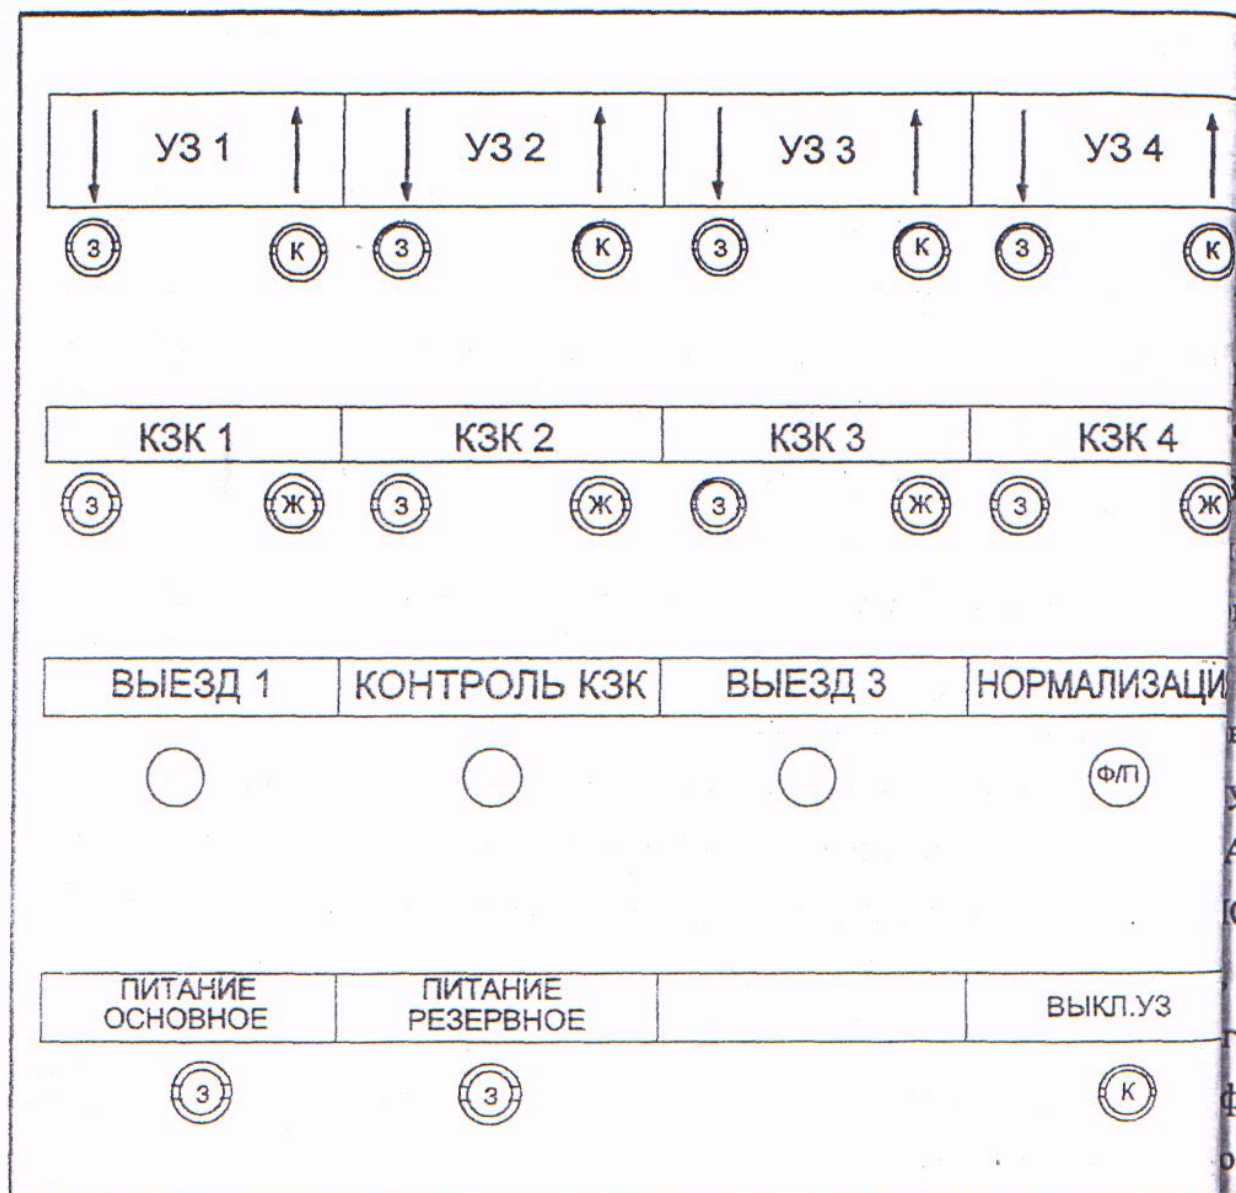 УЗ 1 УЗ 2 УЗ 3 УЗ 4
З К З К З К З К
КЗК 1 КЗК 2 КЗК 3 КЗК 4
З Ж З Ж З Ж З Ж
ВЫЕЗД 1 КОНТРОЛЬ КЗК ВЫЕЗД 3 НОРМАЛИЗАЦИ
Ф/П
ПИТАНИЕ ОСНОВНОЕ ПИТАНИЕ РЕЗЕРВНОЕ ВЫКЛ.УЗ
З З К